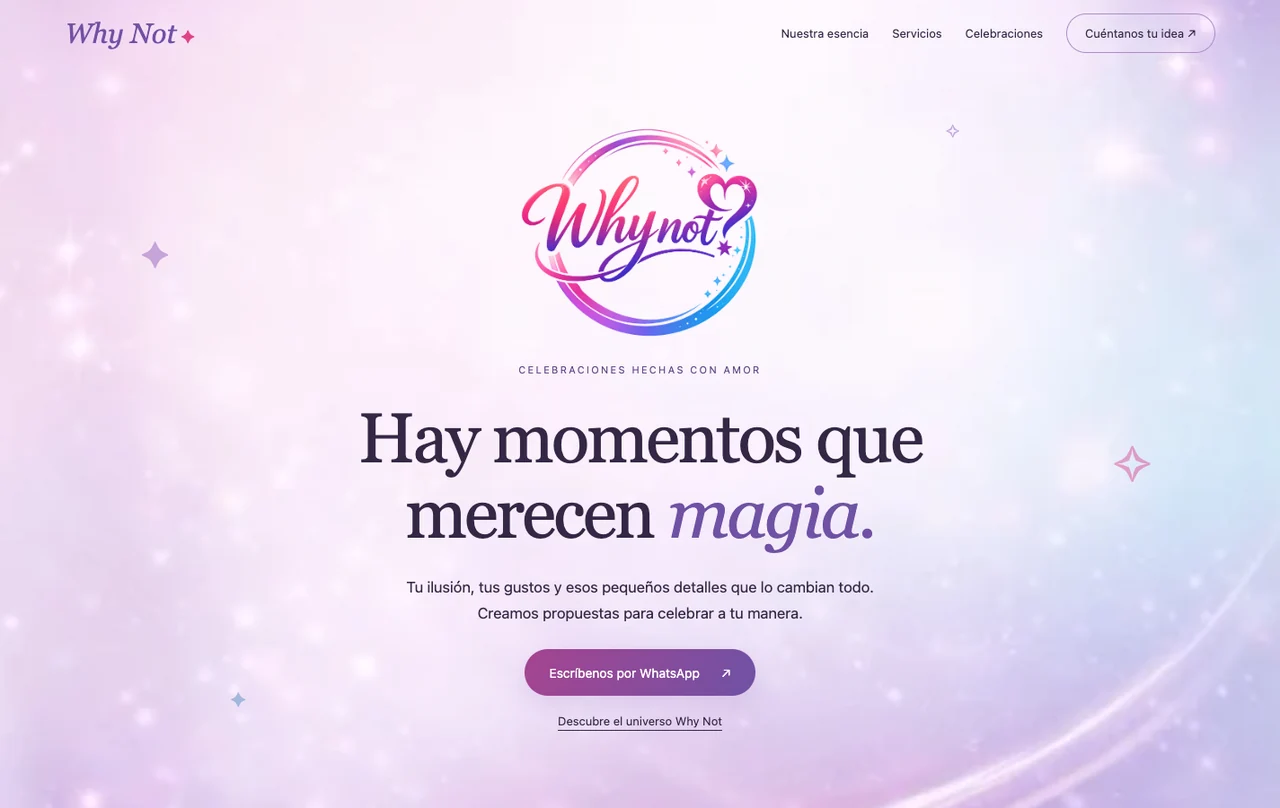 Why Not
Nuestra esencia
Servicios
Celebraciones
Cuéntanos tu idea ↗
Why not?
CELEBRACIONES HECHAS CON AMOR
Hay momentos que
merecen magia.
Tu ilusión, tus gustos y esos pequeños detalles que lo cambian todo.
Creamos propuestas para celebrar a tu manera.
Escríbenos por WhatsApp ↗
Descubre el universo Why Not